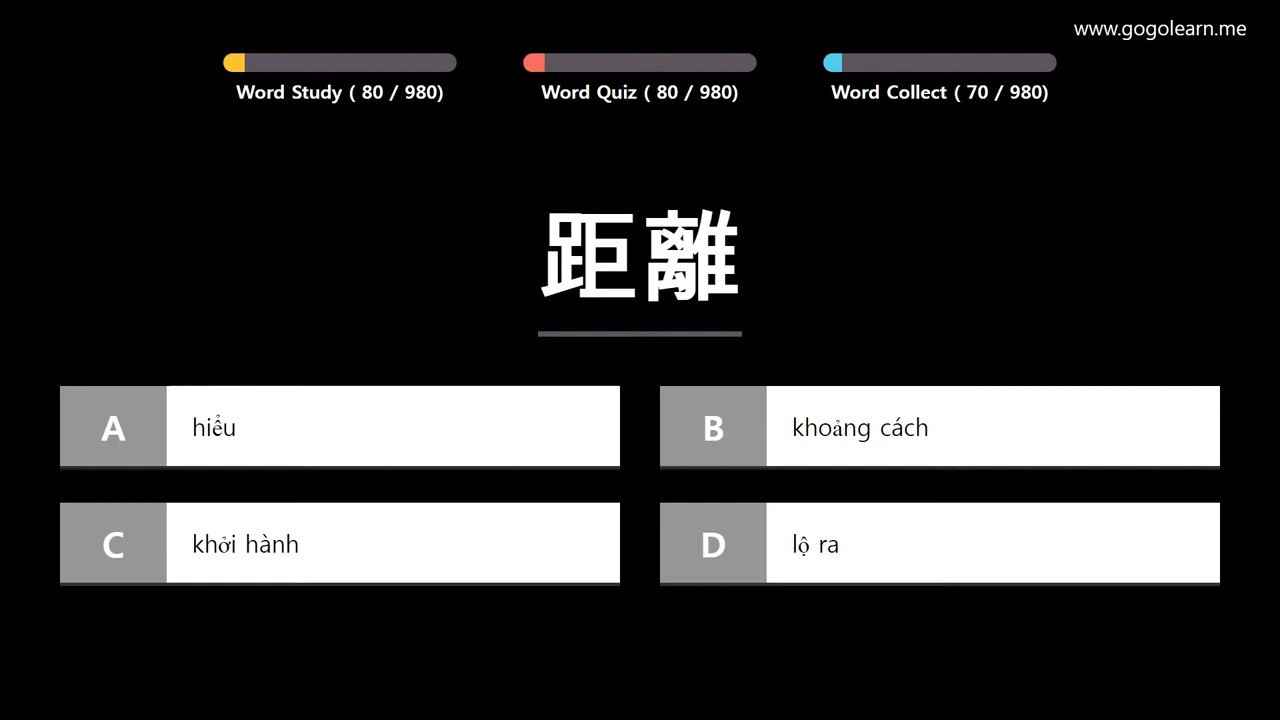 www.gogolearn.me
Word Study ( 80 / 980)
Word Quiz ( 80 / 980)
Word Collect ( 70 / 980)
距離
A hiểu
B khoảng cách
C khởi hành
D lộ ra